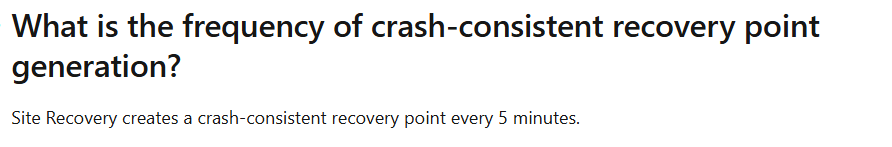 What is the frequency of crash-consistent recovery point
generation?
Site Recovery creates a crash-consistent recovery point every 5 minutes.